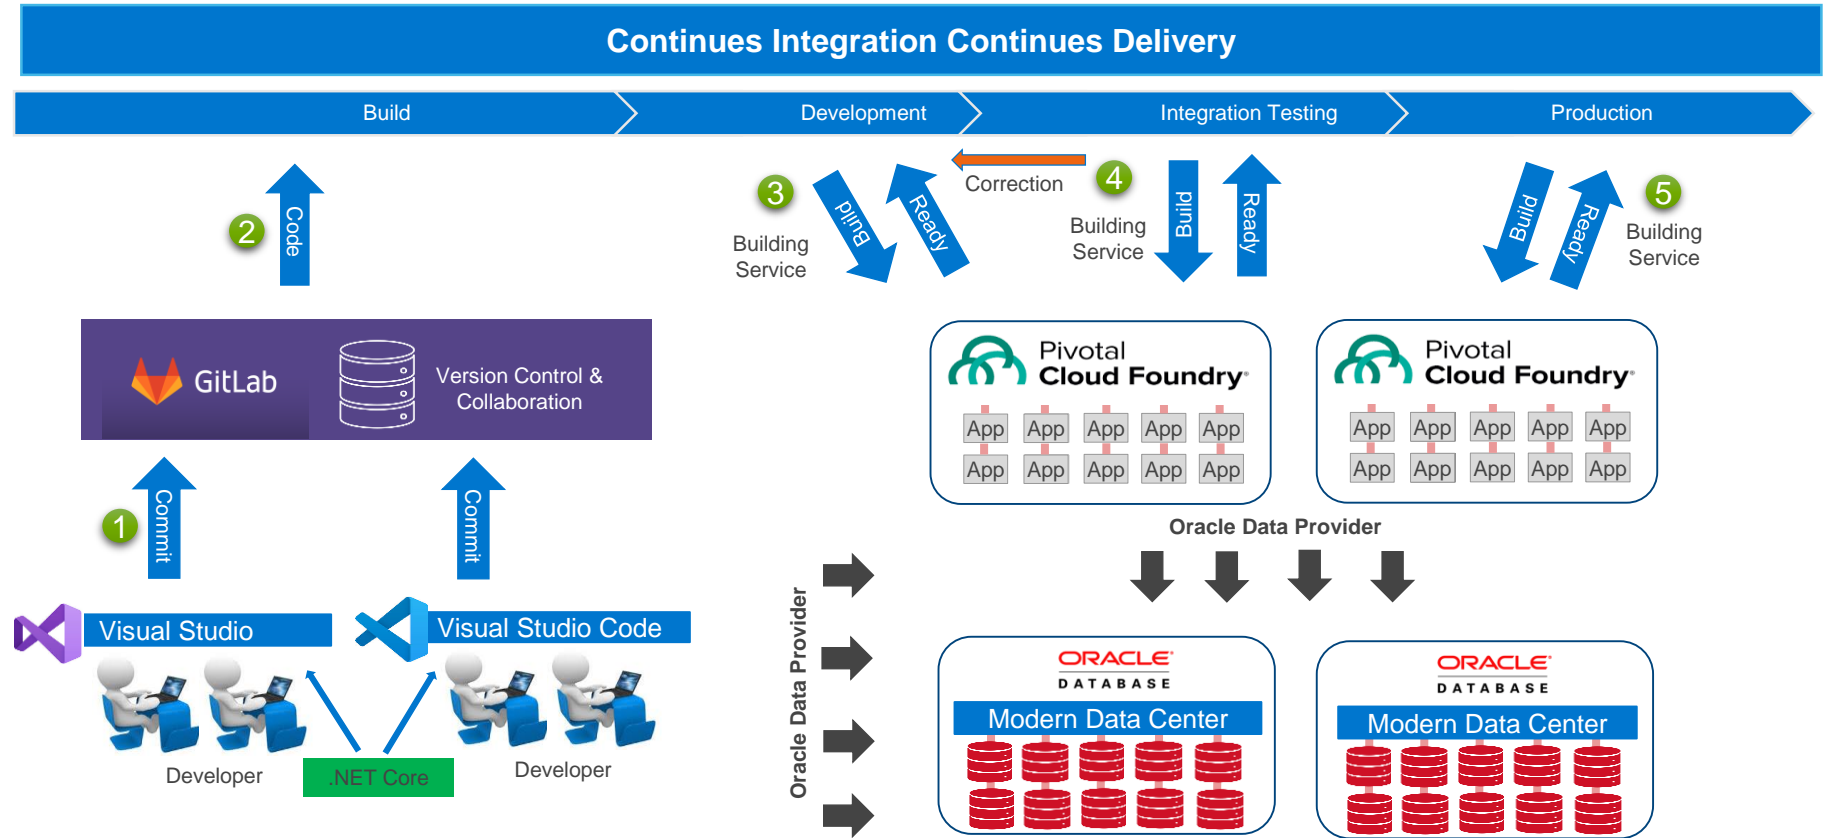 Continues Integration Continues Delivery
Build
Development
Integration Testing
Production
2
Code
3
Building
Service
Build
Ready
Correction
4
Building
Service
Build
Ready
Build
Ready
5
Building
Service
GitLab
Version Control &
Collaboration
Pivotal
Cloud Foundry
App App App App App
App App App App App
Pivotal
Cloud Foundry
App App App App App
App App App App App
1
Commit
Commit
Oracle Data Provider
Oracle Data Provider
Visual Studio
Visual Studio Code
Developer
.NET Core
Developer
ORACLE
DATABASE
Modern Data Center
ORACLE
DATABASE
Modern Data Center